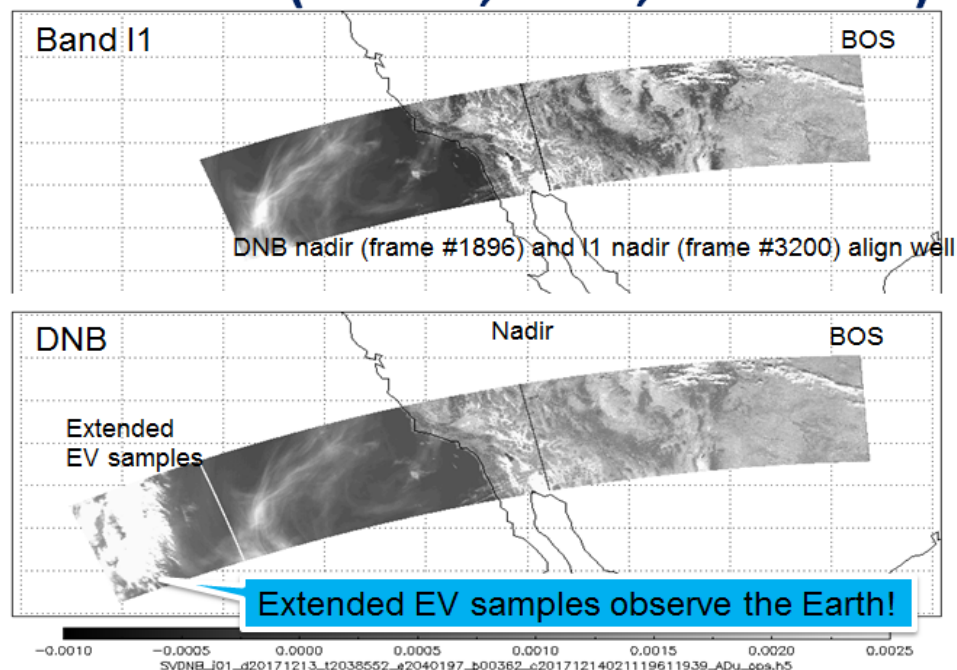 Band I1
BOS
DNB nadir (frame #1896) and I1 nadir (frame #3200) align well
DNB
Nadir
BOS
Extended
EV samples
Extended EV samples observe the Earth!
−0.0010 −0.0005 0.0000 0.0005 0.0010 0.0015 0.0020 0.0025
SVDNB_j01_d20171213_t2038552_e2040197_b00362_c20171214021119611939_ADu_ops.h5